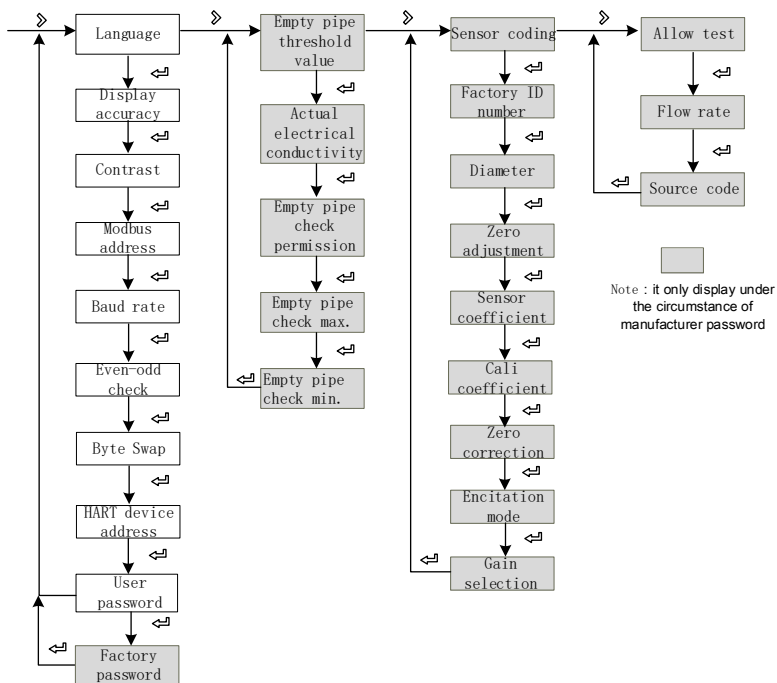 Language
Display
accuracy
Contrast
Modbus
address
Baud rate
Even-odd
check
Byte Swap
HART device
address
User
password
Factory
password
Empty pipe
threshold
value
Actual
electrical
conductivity
Empty pipe
check
permission
Empty pipe
check max.
Empty pipe
check min.
Sensor coding
Factory ID
number
Diameter
Zero
adjustment
Sensor
coefficient
Cali
coefficient
Zero
correction
Encitation
mode
Gain
selection
Allow test
Flow rate
Source code
Note : it only display under
the circumstance of
manufacturer password